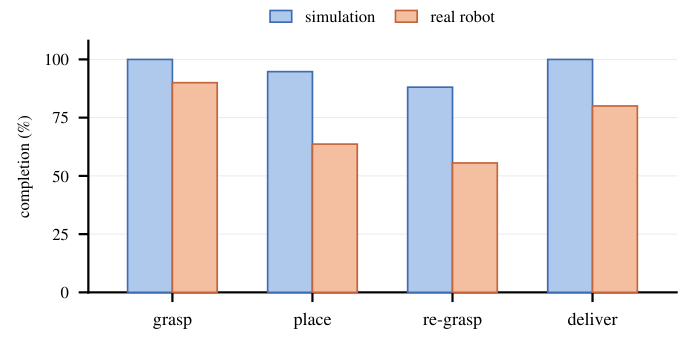 simulation real robot
completion (%)
100
75
50
25
0
grasp place re-grasp deliver